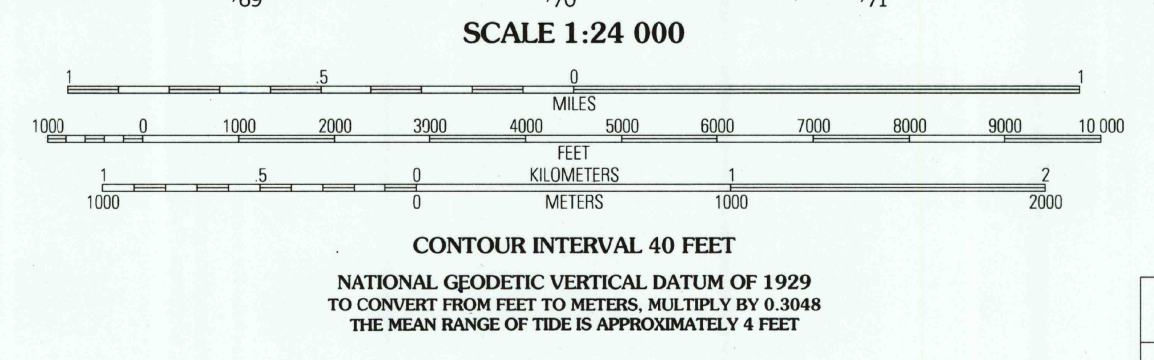 '69 '70 '71
SCALE 1:24 000
1 .5 0 1
MILES
1000 0 1000 2000 3000 4000 5000 6000 7000 8000 9000 10 000
FEET
1 .5 0 KILOMETERS 1 2
1000 0 METERS 1000 2000
CONTOUR INTERVAL 40 FEET
NATIONAL GEODETIC VERTICAL DATUM OF 1929
TO CONVERT FROM FEET TO METERS, MULTIPLY BY 0.3048
THE MEAN RANGE OF TIDE IS APPROXIMATELY 4 FEET